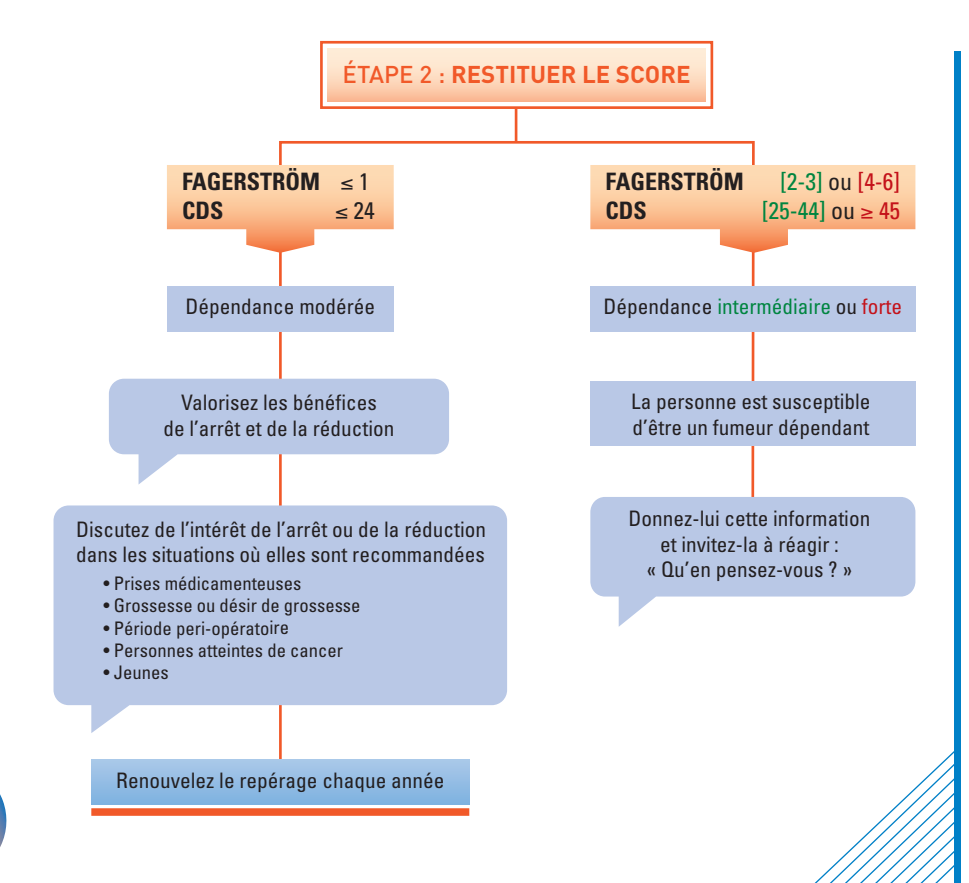 ÉTAPE 2 : RESTITUER LE SCORE
FAGERSTRÖM ≤ 1
CDS ≤ 24
Dépendance modérée
Valorisez les bénéfices
de l'arrêt et de la réduction
Discutez de l'intérêt de l'arrêt ou de la réduction
dans les situations où elles sont recommandées
• Prises médicamenteuses
• Grossesse ou désir de grossesse
• Période peri-opératoire
• Personnes atteintes de cancer
• Jeunes
Renouvelez le repérage chaque année
FAGERSTRÖM [2-3] ou [4-6]
CDS [25-44] ou ≥ 45
Dépendance intermédiaire ou forte
La personne est susceptible
d'être un fumeur dépendant
Donnez-lui cette information
et invitez-la à réagir :
« Qu'en pensez-vous ? »